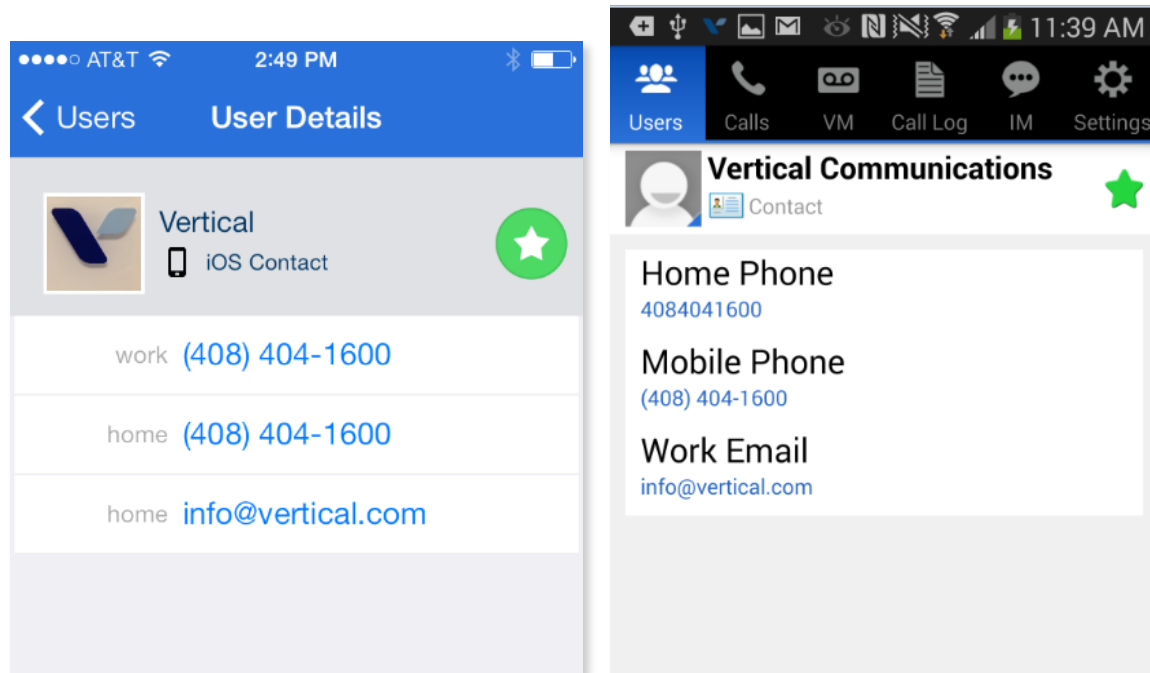 AT&T 2:49 PM
Users User Details
Vertical
iOS Contact
work (408) 404-1600
home (408) 404-1600
home info@vertical.com
11:39 AM
Users Calls VM Call Log IM Settings
Vertical Communications
Contact
Home Phone
4084041600
Mobile Phone
(408) 404-1600
Work Email
info@vertical.com